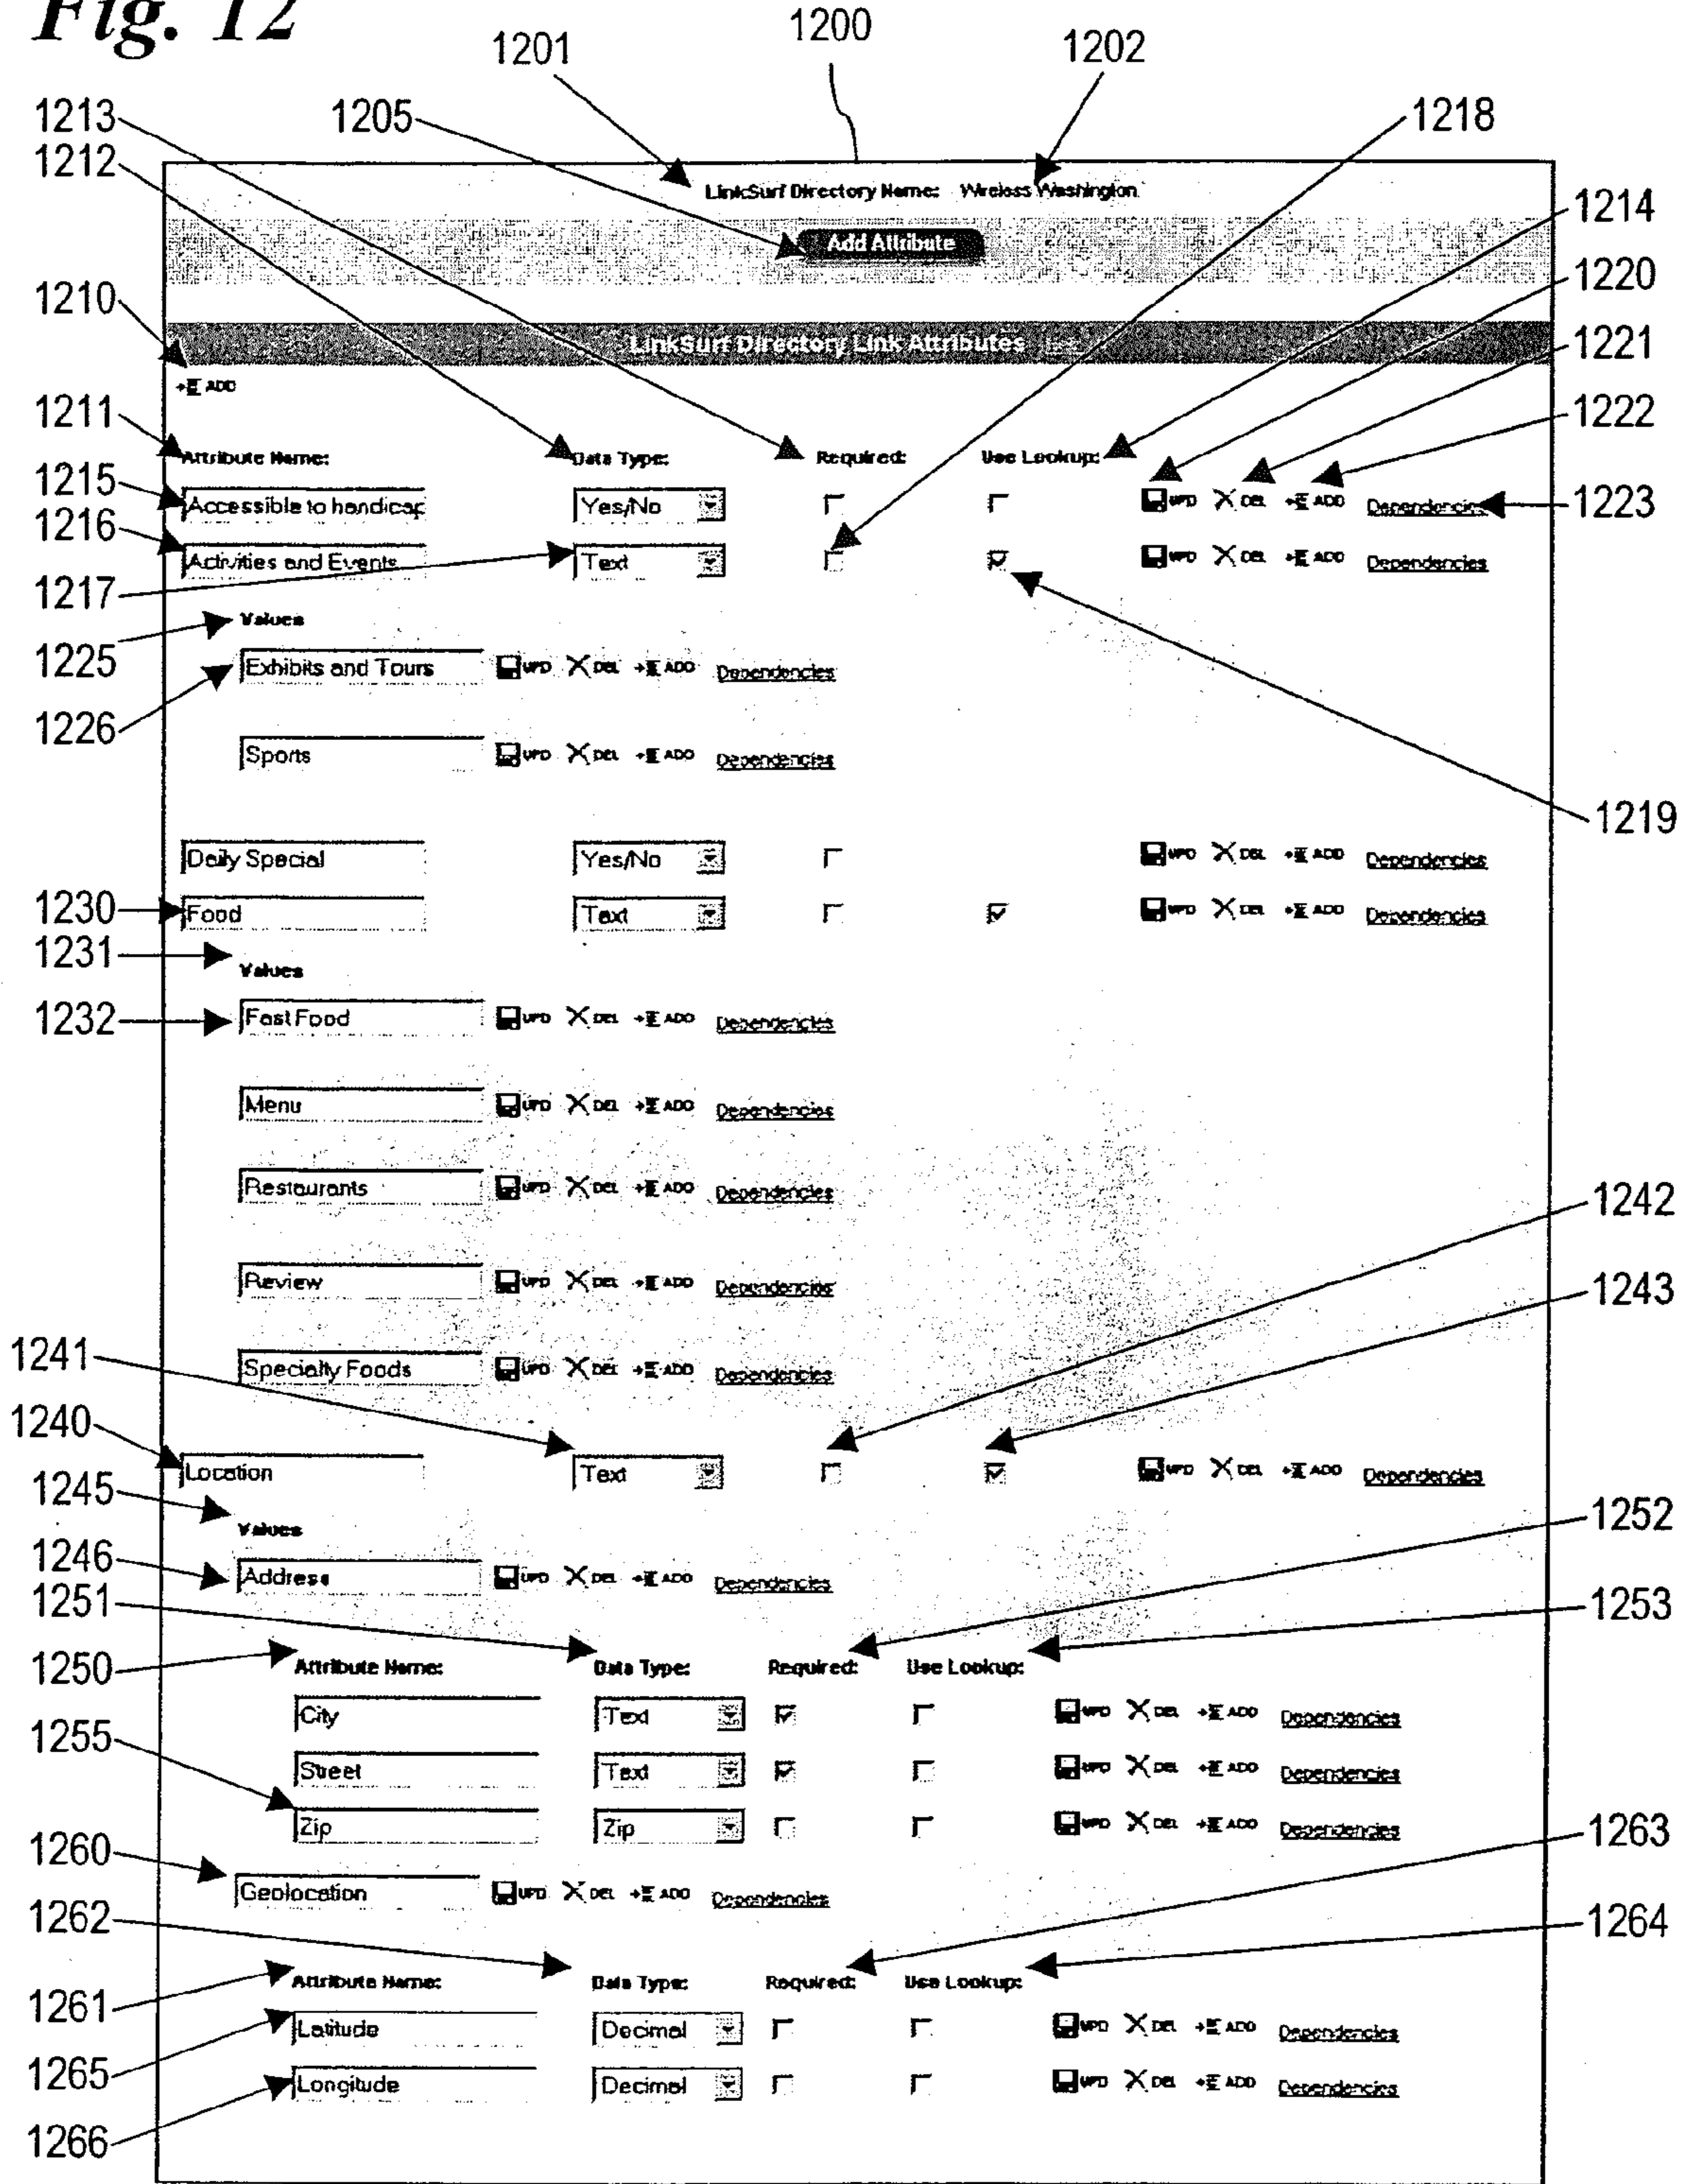 Fig. 12
1200
1201
1202
1213
1205
1218
1212
LinkSurf Directory Name: Wireless Washington
1214
Add Attribute
1220
1210
1221
LinkSurf Directory Link Attributes
ADD
1211
1222
Attribute Name: Data Type: Required: Use Lookup:
1215
Accessible to handicap Yes/No UPD DEL ADD Dependencies
1223
1216
Activities and Events Text UPD DEL ADD Dependencies
1217
Values
1225
Exhibits and Tours UPD DEL ADD Dependencies
1226
Sports UPD DEL ADD Dependencies
1219
Daily Special Yes/No UPD DEL ADD Dependencies
1230
Food Text UPD DEL ADD Dependencies
1231
Values
1232
Fast Food UPD DEL ADD Dependencies
Menu UPD DEL ADD Dependencies
Restaurants UPD DEL ADD Dependencies
1242
Review UPD DEL ADD Dependencies
1243
1241
Specialty Foods UPD DEL ADD Dependencies
1240
Location Text UPD DEL ADD Dependencies
1245
Values
1252
1246
Address UPD DEL ADD Dependencies
1251
1253
1250
Attribute Name: Data Type: Required: Use Lookup:
City Text UPD DEL ADD Dependencies
1255
Street Text UPD DEL ADD Dependencies
Zip Zip UPD DEL ADD Dependencies
1263
1260
Geolocation UPD DEL ADD Dependencies
1262
1264
Attribute Name: Data Type: Required: Use Lookup:
1261
Latitude Decimal UPD DEL ADD Dependencies
1265
Longitude Decimal UPD DEL ADD Dependencies
1266